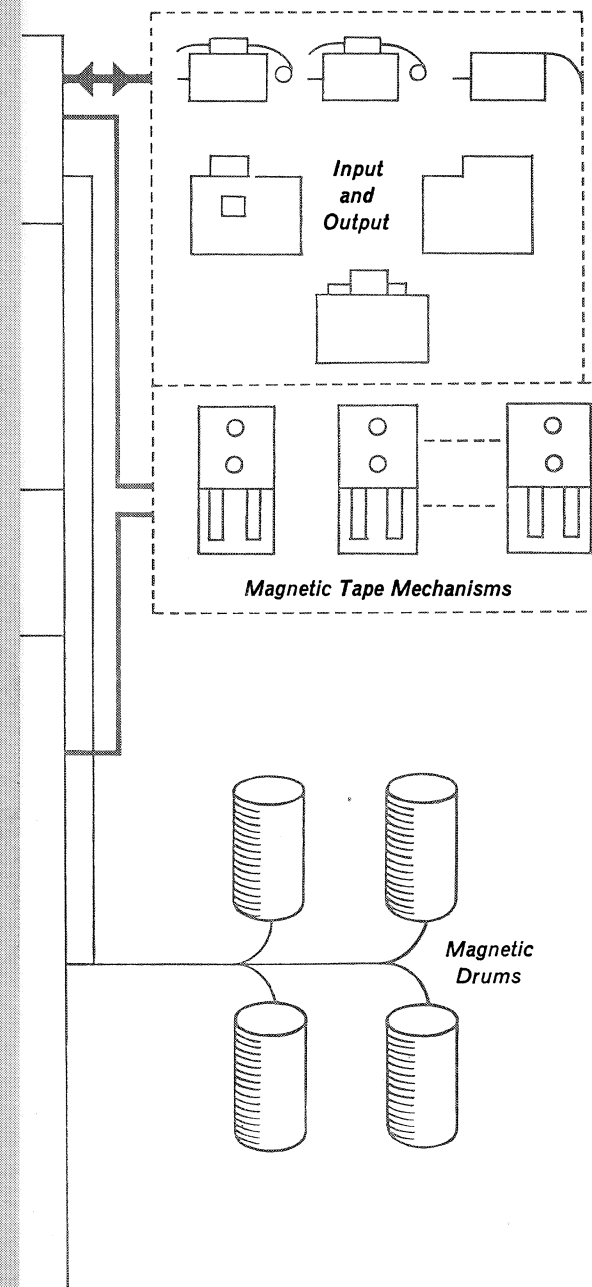 Input
and
Output
Magnetic Tape Mechanisms
Magnetic
Drums